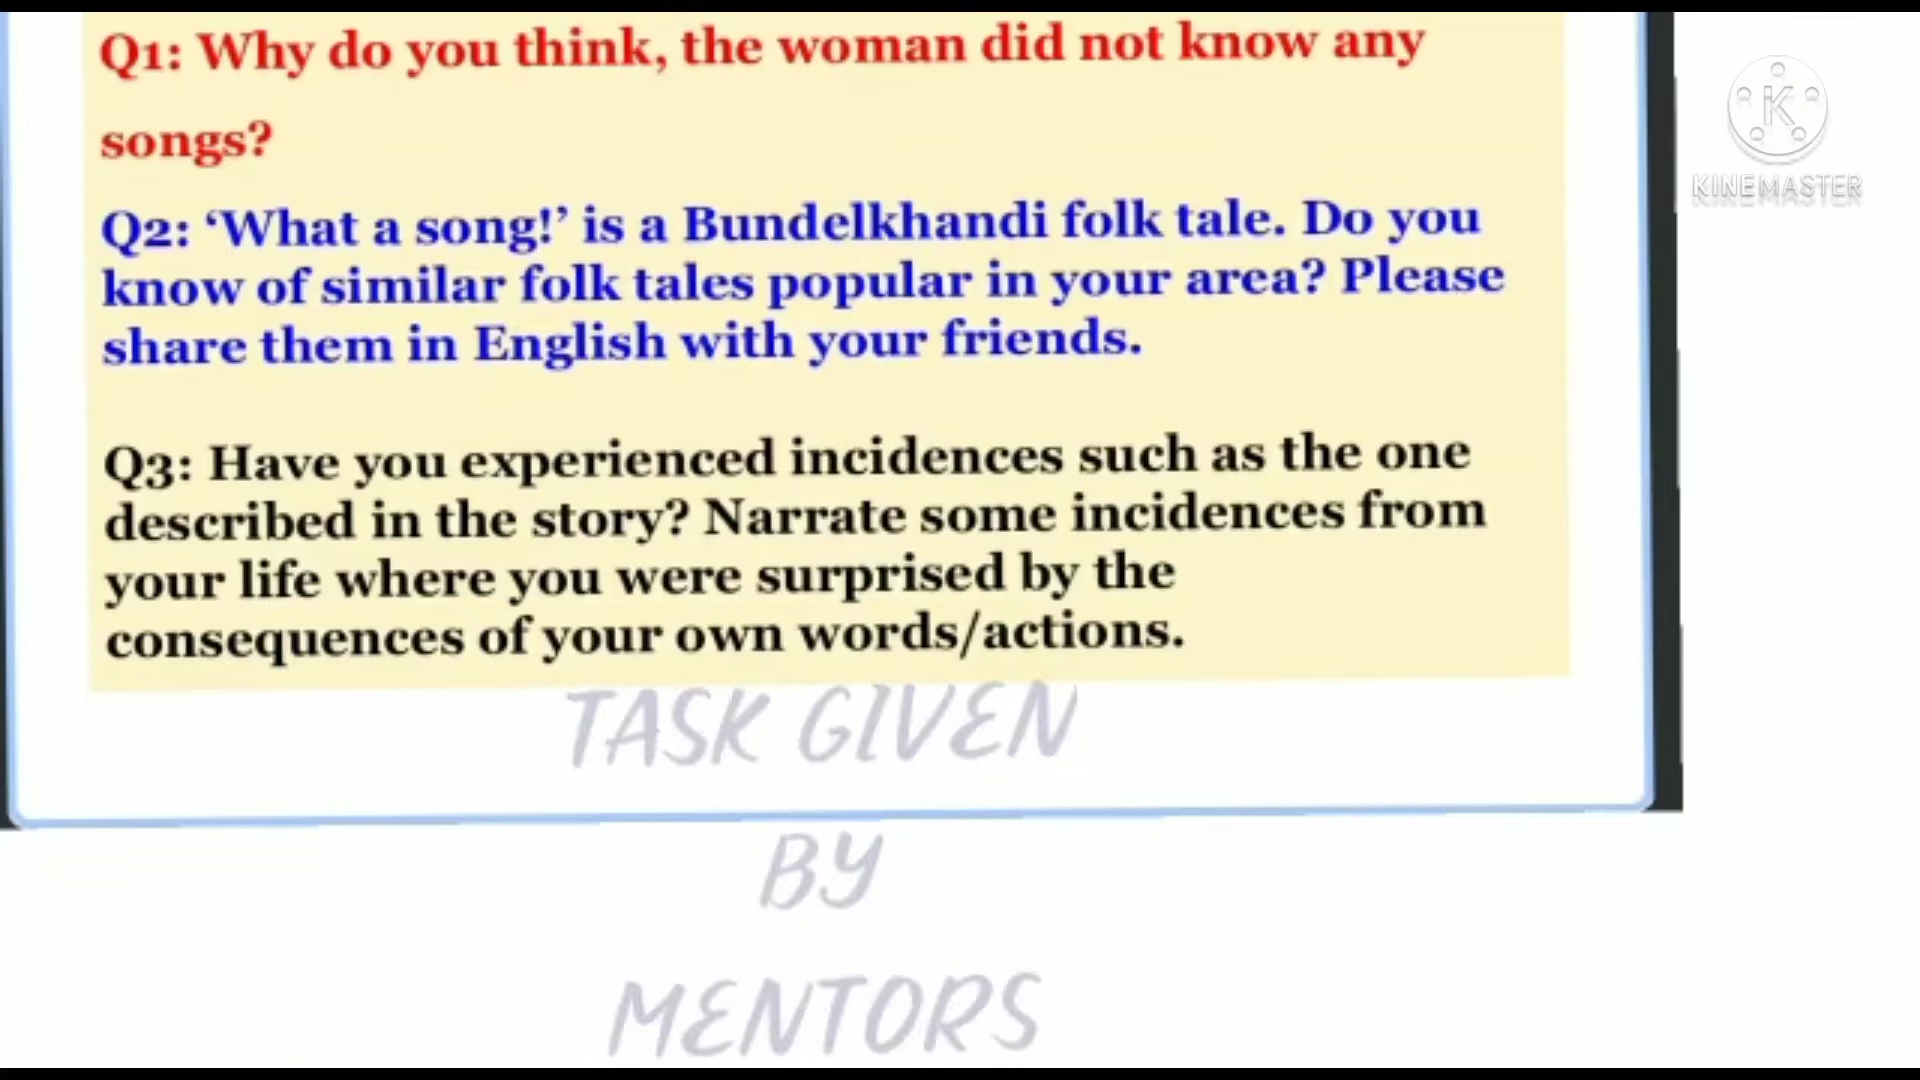 Q1: Why do you think, the woman did not know any
songs?
Q2: ‘What a song!’ is a Bundelkhandi folk tale. Do you
know of similar folk tales popular in your area? Please
share them in English with your friends.
Q3: Have you experienced incidences such as the one
described in the story? Narrate some incidences from
your life where you were surprised by the
consequences of your own words/actions.
TASK GIVEN
BY
MENTORS
K
KINEMASTER